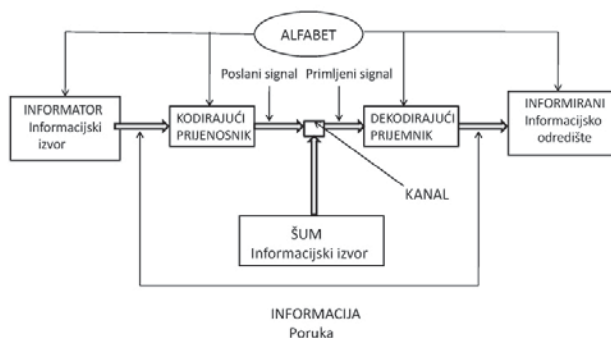 ALFABET
Poslani signal
Primljeni signal
INFORMATOR
Informacijski
izvor
KODIRAJUĆI
PRIJENOSNIK
DEKODIRAJUĆI
PRIJEMNIK
INFORMIRANI
Informacijsko
odredište
KANAL
ŠUM
Informacijski izvor
INFORMACIJA
Poruka